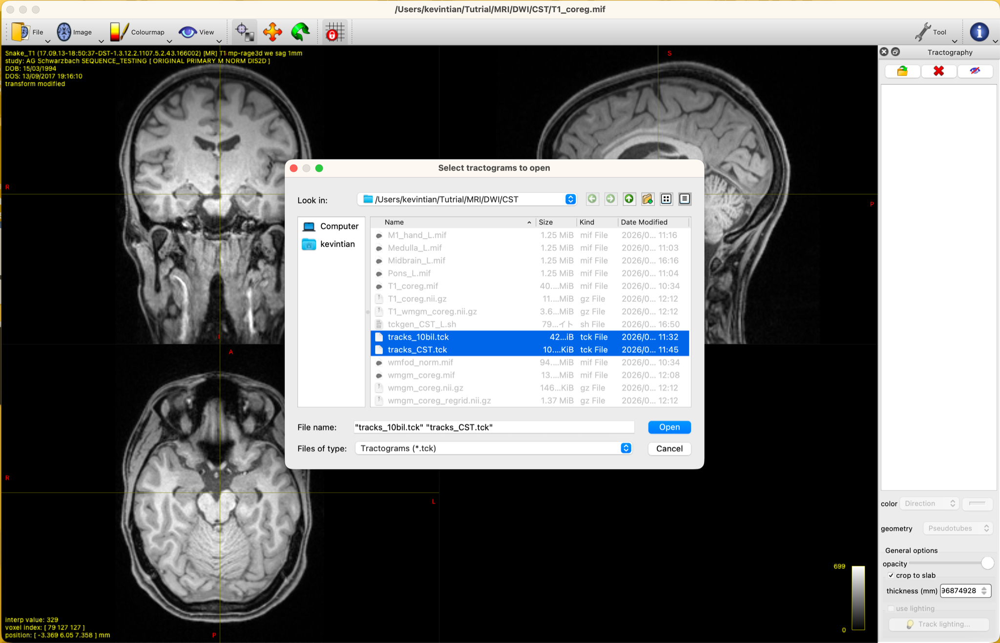 /Users/kevintian/Tutrial/MRI/DWI/CST/T1_coreg.mif
File
Image
Colourmap
View
Tool
Snake_T1 (17.09.13-18:50:37-DST-1.3.12.2.1107.5.2.43.166002) [MR] T1 mp-rage3d we sag 1mm
study: AG Schwarzbach SEQUENCE_TESTING [ ORIGINAL PRIMARY M NORM DIS2D ]
DOB: 15/03/1994
DOS: 13/09/2017 19:16:10
transform modified
S
R
P
I
A
R
L
P
Tractography
Select tractograms to open
Look in:
/Users/kevintian/Tutrial/MRI/DWI/CST
Computer
kevintian
Name Size Kind Date Modified
M1_hand_L.mif 1.25 MiB mif File 2026/0... 11:16
Medulla_L.mif 1.25 MiB mif File 2026/0... 11:03
Midbrain_L.mif 1.25 MiB mif File 2026/0... 16:16
Pons_L.mif 1.25 MiB mif File 2026/0... 11:04
T1_coreg.mif 40....MiB mif File 2026/0... 10:34
T1_coreg.nii.gz 11....MiB gz File 2026/0... 12:12
T1_wmgm_coreg.nii.gz 3.6...MiB gz File 2026/0... 12:12
tckgen_CST_L.sh 79...イト sh File 2026/0... 16:50
tracks_10bil.tck 42...iB tck File 2026/0... 11:32
tracks_CST.tck 10....KiB tck File 2026/0... 11:45
wmfod_norm.mif 94....MiB mif File 2026/0... 10:34
wmgm_coreg.mif 13....MiB mif File 2026/0... 12:08
wmgm_coreg.nii.gz 146...KiB gz File 2026/0... 12:12
wmgm_coreg_regrid.nii.gz 1.37 MiB gz File 2026/0... 12:12
File name: "tracks_10bil.tck" "tracks_CST.tck"
Open
Files of type: Tractograms (*.tck)
Cancel
color Direction
geometry Pseudotubes
General options
opacity
crop to slab
thickness (mm) 96874928
use lighting
Track lighting...
699
0
interp value: 329
voxel index: [ 79 127 127 ]
position: [ -3.369 6.05 7.358 ] mm